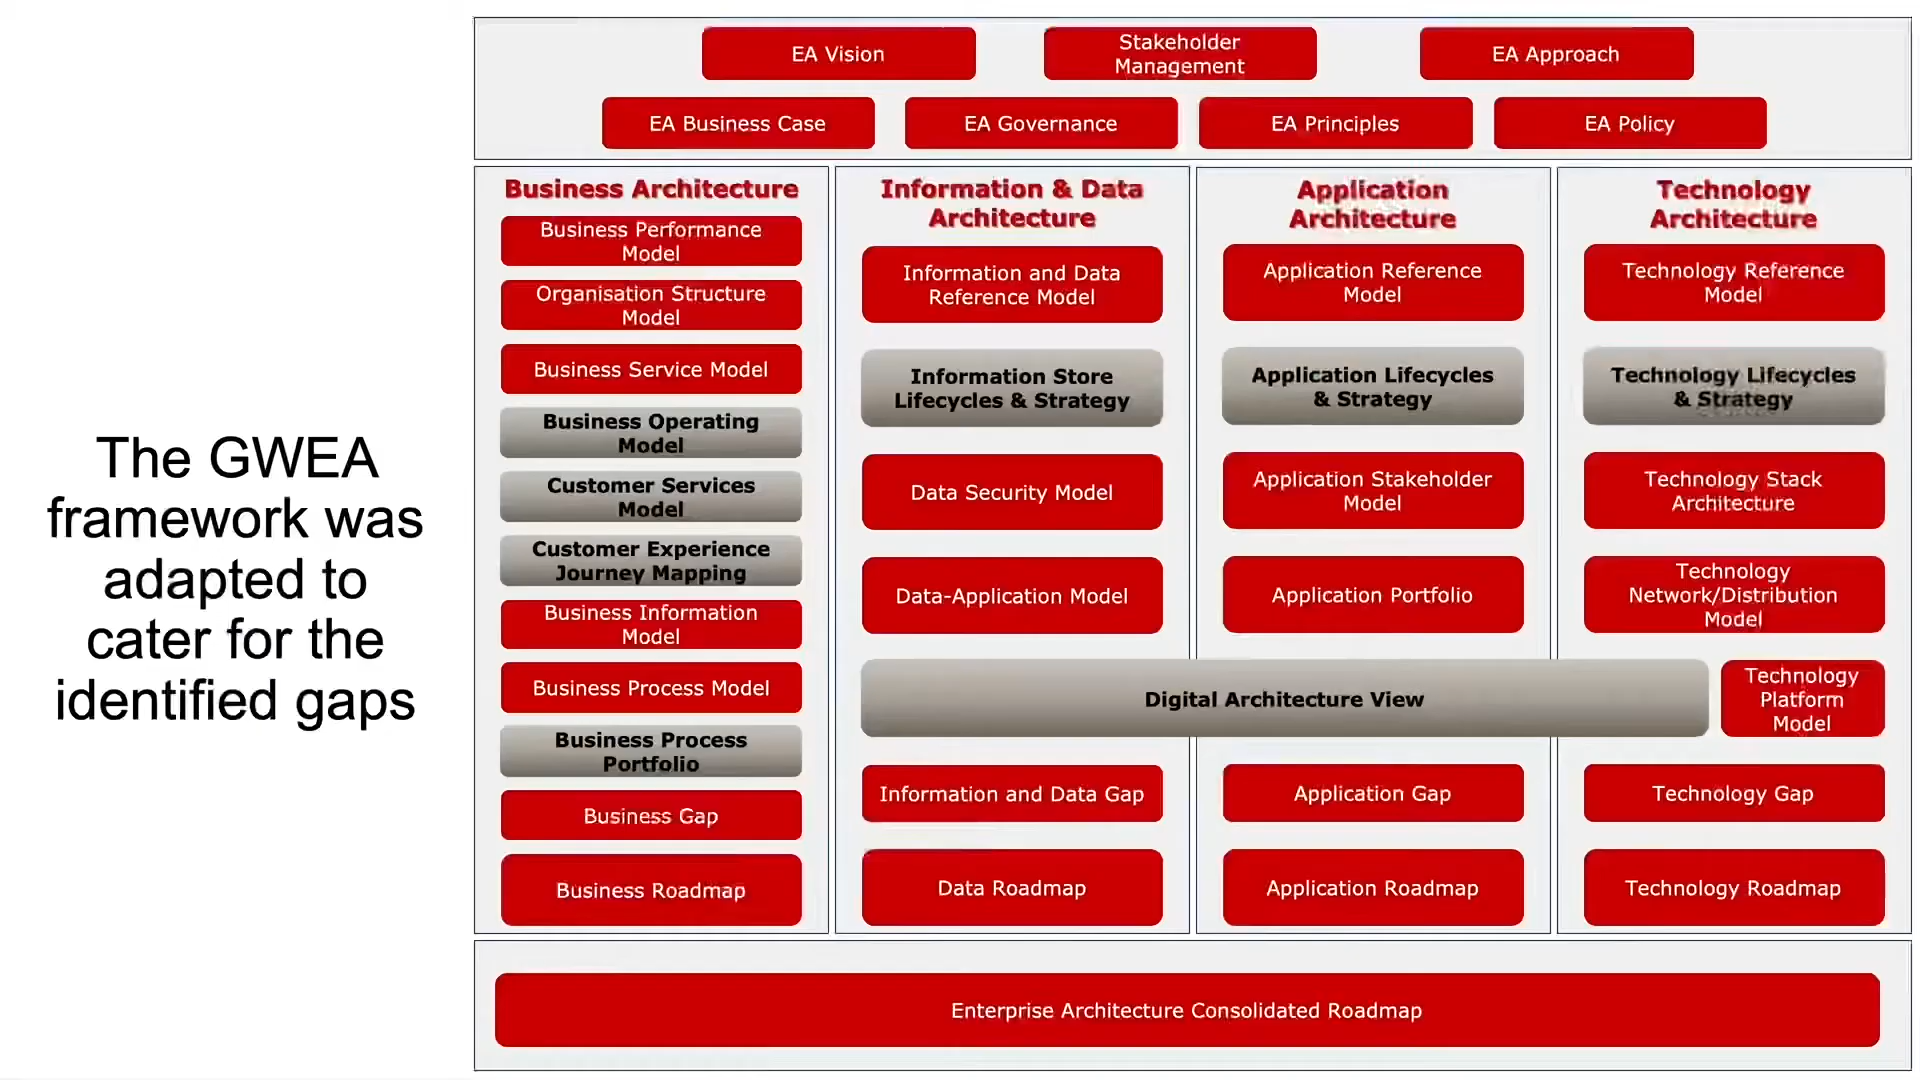 The GWEA
framework was
adapted to
cater for the
identified gaps
EA Vision
Stakeholder
Management
EA Approach
EA Business Case
EA Governance
EA Principles
EA Policy
Business Architecture
Business Performance
Model
Organisation Structure
Model
Business Service Model
Business Operating
Model
Customer Services
Model
Customer Experience
Journey Mapping
Business Information
Model
Business Process Model
Business Process
Portfolio
Business Gap
Business Roadmap
Information & Data
Architecture
Information and Data
Reference Model
Information Store
Lifecycles & Strategy
Data Security Model
Data-Application Model
Digital Architecture View
Information and Data Gap
Data Roadmap
Application
Architecture
Application Reference
Model
Application Lifecycles
& Strategy
Application Stakeholder
Model
Application Portfolio
Application Gap
Application Roadmap
Technology
Architecture
Technology Reference
Model
Technology Lifecycles
& Strategy
Technology Stack
Architecture
Technology
Network/Distribution
Model
Technology
Platform
Model
Technology Gap
Technology Roadmap
Enterprise Architecture Consolidated Roadmap